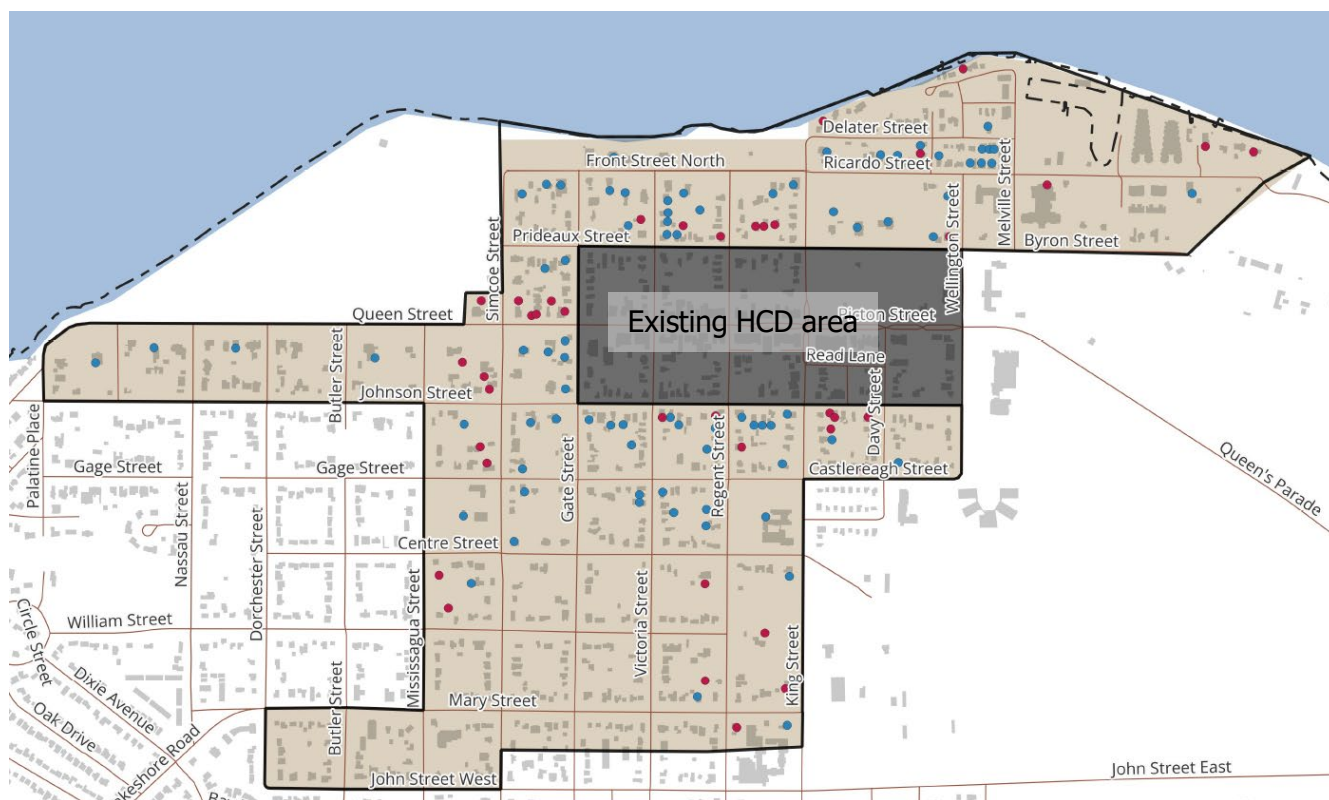 Delater Street
Front Street North
Ricardo Street
Simcoe Street
Prideaux Street
Wellington Street
Melville Street
Byron Street
Queen Street
Existing HCD area
Picton Street
Read Lane
Butler Street
Johnson Street
Davy Street
Palatine Place
Gage Street
Gage Street
Gate Street
Regent Street
Castlereagh Street
Queen's Parade
Nassau Street
Dorchester Street
Centre Street
Mississagua Street
Victoria Street
Circle Street
William Street
King Street
Dixie Avenue
Oak Drive
Butler Street
Mary Street
keshore Road
John Street West
John Street East